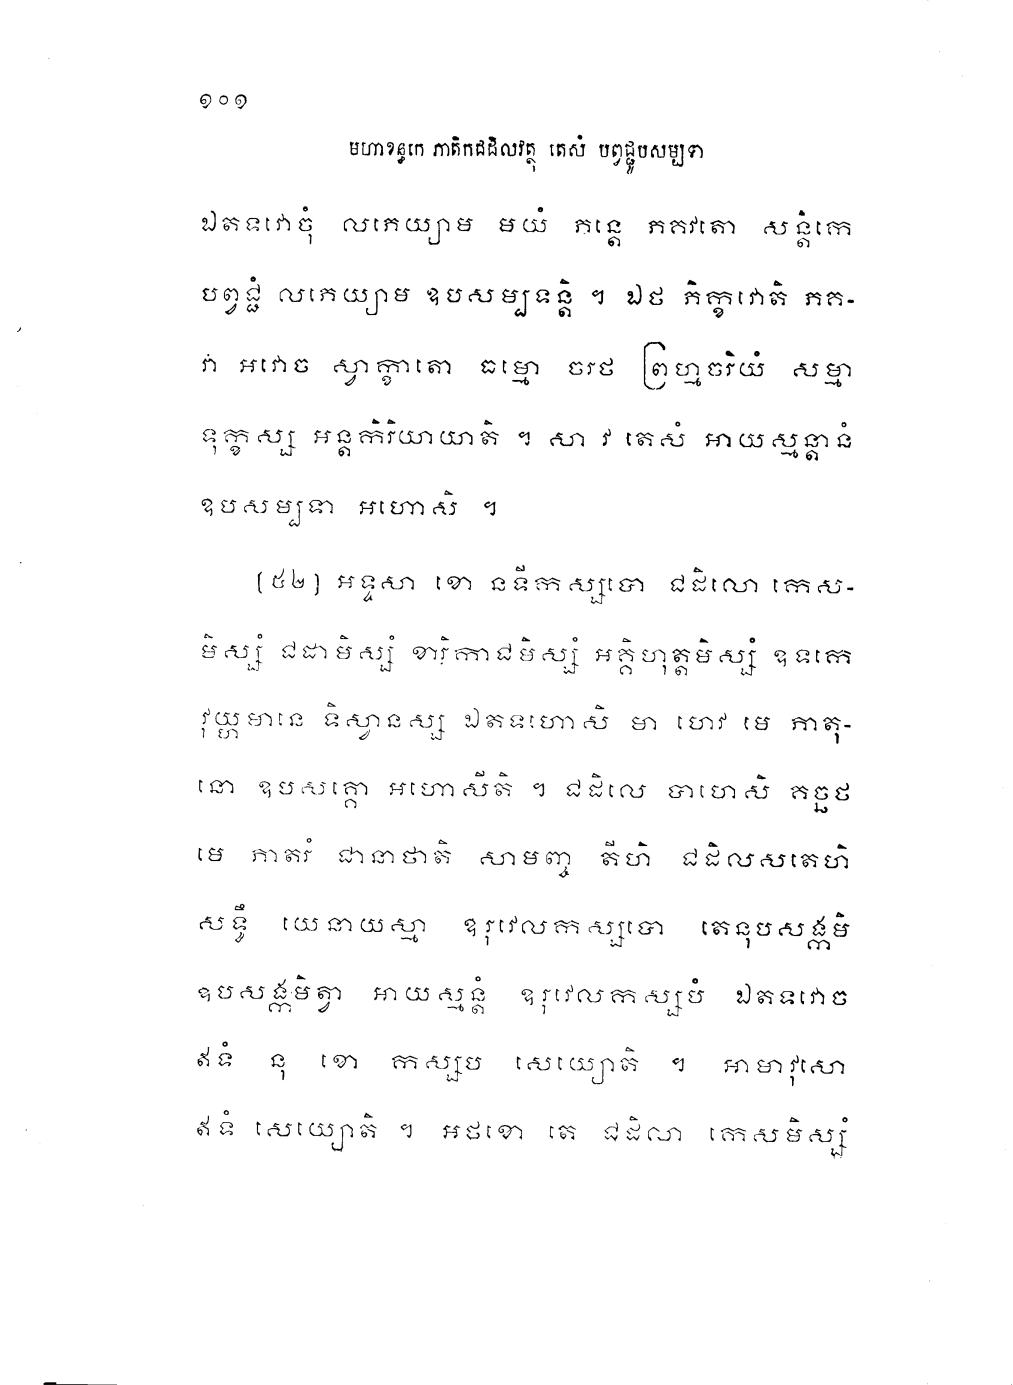 ១០១
មហាខន្ធកេ ភាតិកជដិលវត្ថុ តេសំ បព្វជ្ជូបសម្បទា
ឯតទវោចុំ លភេយ្យាម មយំ ភន្តេ ភគវតោ សន្តិកេ
បព្វជ្ជំ លភេយ្យាម ឧបសម្បទន្តិ ។ ឯថ ភិក្ខវោតិ ភគ-
វា អវោច ស្វាក្ខាតោ ធម្មោ ចរថ ព្រហ្មចរិយំ សម្មា
ទុក្ខស្ស អន្តកិរិយាយាតិ ។ សា វ តេសំ អាយស្មន្តានំ
ឧបសម្បទា អហោសិ ។
[៥២] អទ្ទសា ខោ នទីកស្សបោ ជដិលោ កេស-
មិស្សំ ជដាមិស្សំ ខារិកាជមិស្សំ អគ្គិហុត្តមិស្សំ ឧទកេ
វុយ្ហមានេ ទិស្វានស្ស ឯតទហោសិ មា ហេវ មេ ភាតុ-
នោ ឧបសគ្គោ អហោសីតិ ។ ជដិលេ បាហេសិ គច្ឆថ
មេ ភាតរំ ជានាថាតិ សាមញ្ច តីហិ ជដិលសតេហិ
សទ្ធឹ យេនាយស្មា ឧរុវេលកស្សបោ តេនុបសង្កមិ
ឧបសង្កមិត្វា អាយស្មន្តំ ឧរុវេលកស្សបំ ឯតទវោច
ឥទំ នុ ខោ កស្សប សេយ្យោតិ ។ អាមាវុសោ
ឥទំ សេយ្យោតិ ។ អថខោ តេ ជដិលា កេសមិស្សំ